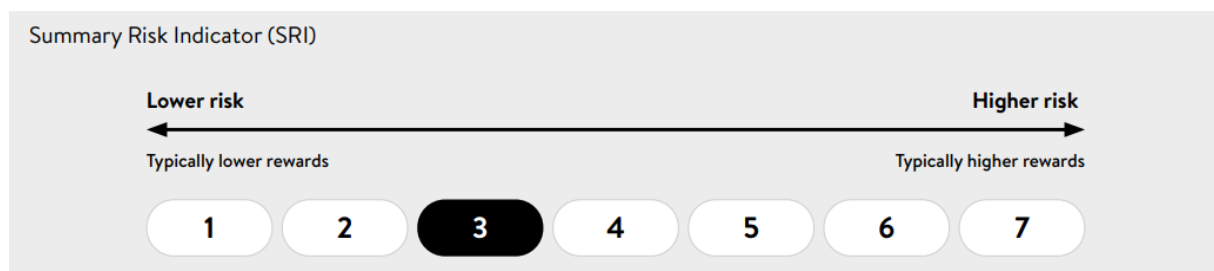 Summary Risk Indicator (SRI)
Lower risk Higher risk
Typically lower rewards Typically higher rewards
1 2 3 4 5 6 7